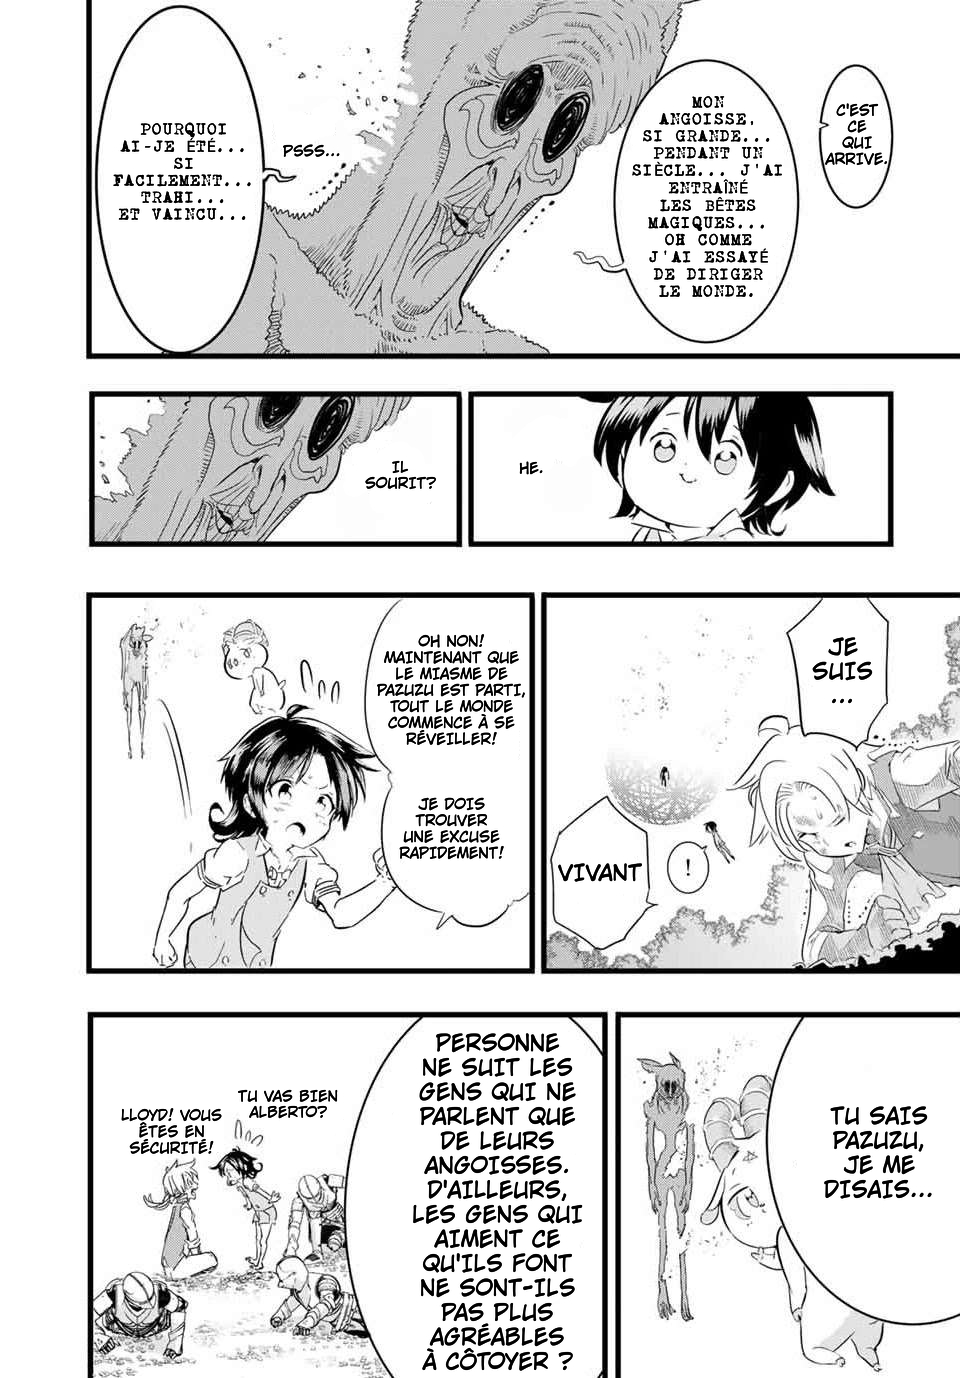 C'EST
CE
QUI
ARRIVE.
MON
ANGOISSE,
SI GRANDE...
PENDANT UN
SIÈCLE... J'AI
ENTRAÎNÉ
LES BÊTES
MAGIQUES...
OH COMME
J'AI ESSAYÉ
DE DIRIGER
LE MONDE.
PSSS...
POURQUOI
AI-JE ÉTÉ...
SI
FACILEMENT...
TRAHI...
ET VAINCU...
HE.
IL
SOURIT?
JE
SUIS
...
!
VIVANT
OH NON!
MAINTENANT QUE
LE MIASME DE
PAZUZU EST PARTI,
TOUT LE MONDE
COMMENCE À SE
RÉVEILLER!
JE DOIS
TROUVER
UNE EXCUSE
RAPIDEMENT!
TU SAIS
PAZUZU,
JE ME
DISAIS...
PERSONNE
NE SUIT LES
GENS QUI NE
PARLENT QUE
DE LEURS
ANGOISSES.
D'AILLEURS,
LES GENS QUI
AIMENT CE
QU'ILS FONT
NE SONT-ILS
PAS PLUS
AGRÉABLES
À CÔTOYER ?
TU VAS BIEN
ALBERTO?
LLOYD! VOUS
ÊTES EN
SÉCURITÉ!